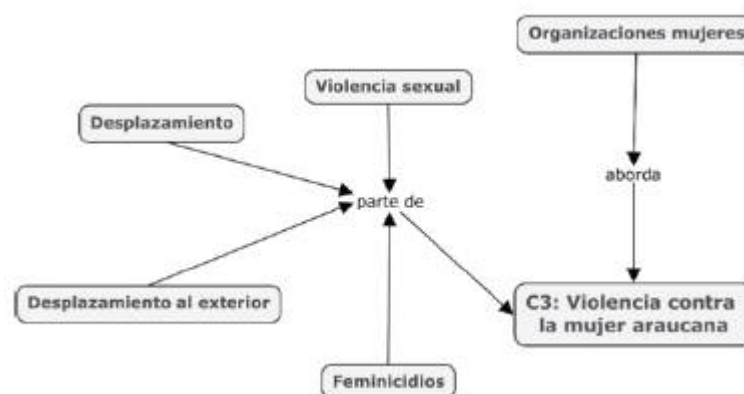 Organizaciones mujeres
Violencia sexual
Desplazamiento
aborda
parte de
Desplazamiento al exterior
C3: Violencia contra
la mujer araucana
Feminicidios